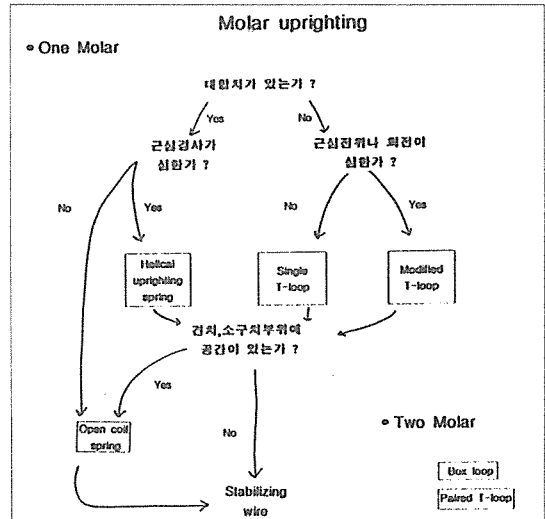 Molar uprighting
• One Molar
대합치가 있는가 ?
Yes
No
근심경사가
심한가 ?
근심전위나 회전이
심한가 ?
No
Yes
No
Yes
Helical
uprighting
spring
Single
T-loop
Modified
T-loop
견치,소구치부위에
공간이 있는가 ?
Yes
No
Open coil
spring
• Two Molar
Box loop
Paired T-loop
Stabilizing
wire